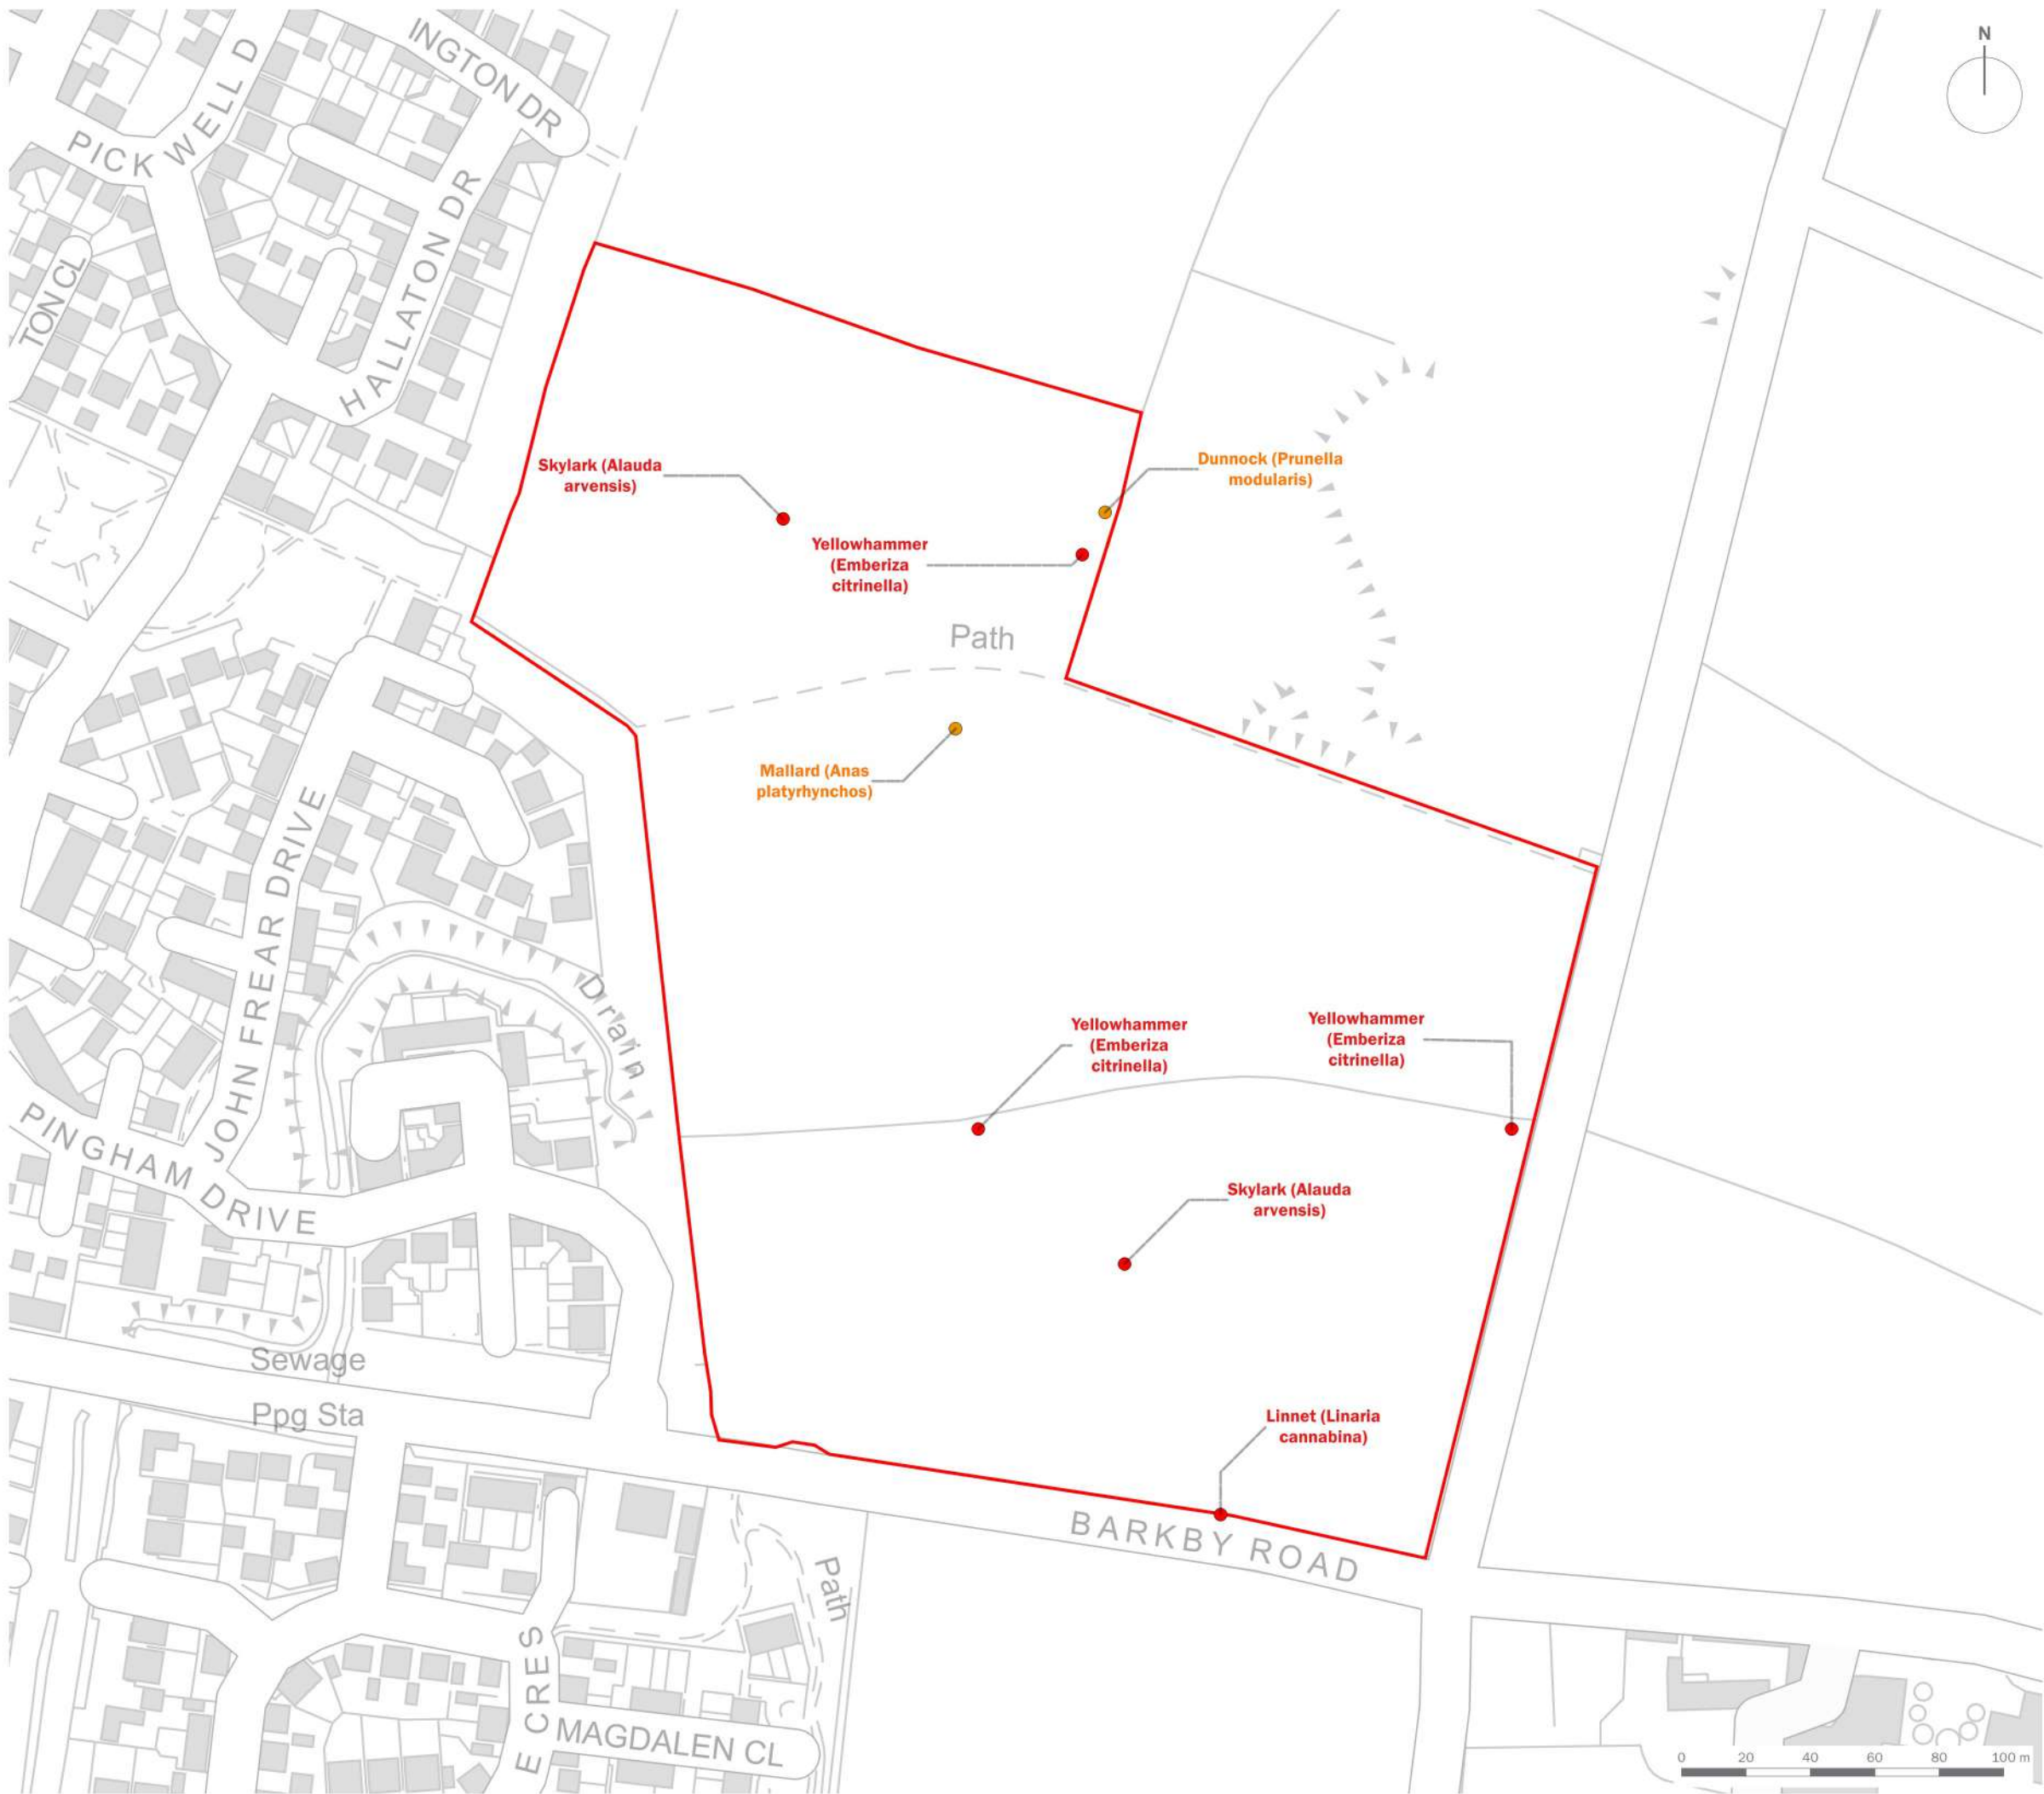 N
INGTON DR
PICKWELL D
HALLATON DR
TON CL
Skylark (Alauda
arvensis)
Dunnock (Prunella
modularis)
Yellowhammer
(Emberiza
citrinella)
Path
Mallard (Anas
platyrhynchos)
JOHN FREAR DRIVE
Drain
Yellowhammer
(Emberiza
citrinella)
Yellowhammer
(Emberiza
citrinella)
PINGHAM DRIVE
Skylark (Alauda
arvensis)
Sewage
Ppg Sta
Linnet (Linaria
cannabina)
BARKBY ROAD
Path
E CRES
MAGDALEN CL
0 20 40 60 80 100 m